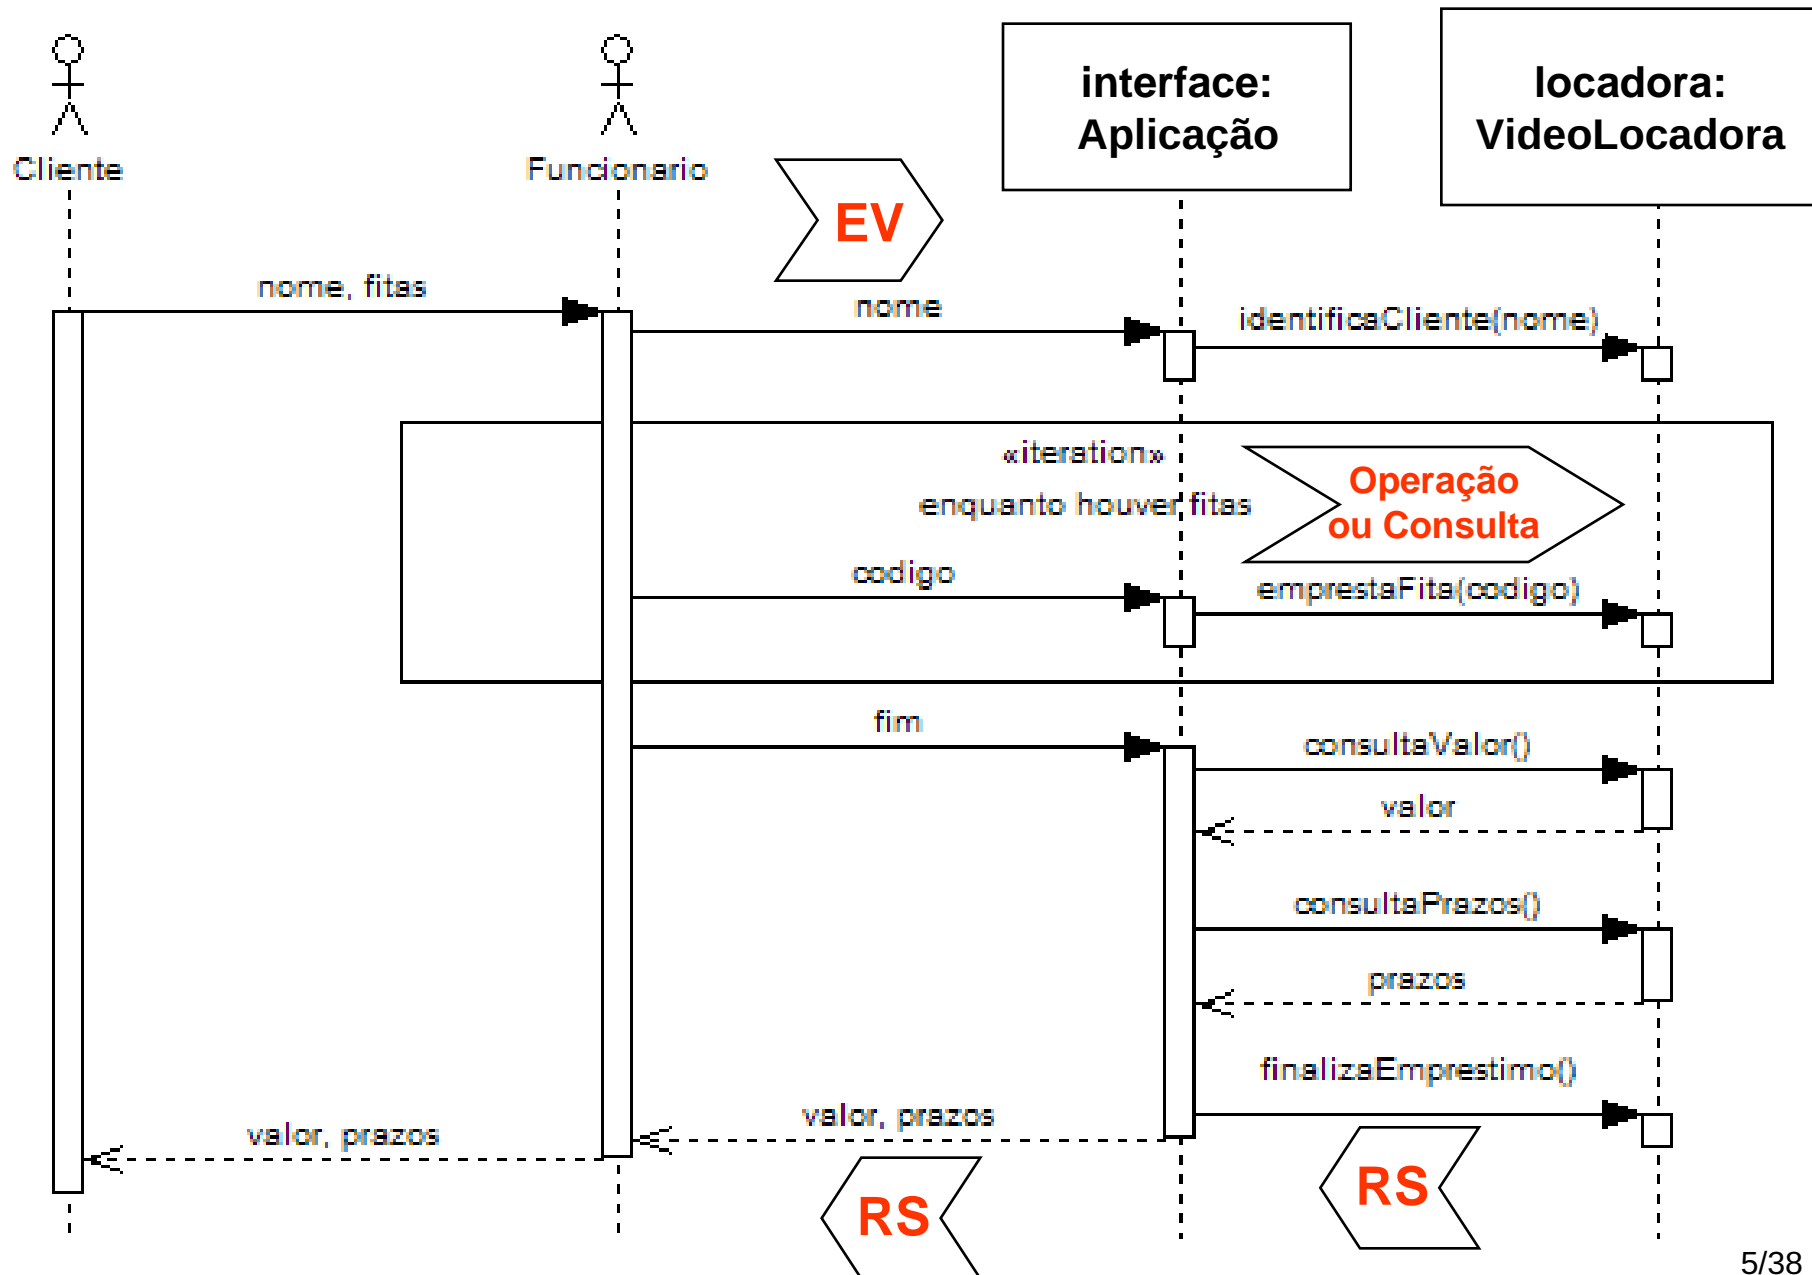 interface:
Aplicação
locadora:
VideoLocadora
Cliente
Funcionario
EV
nome, fitas
nome
identificaCliente(nome)
«iteration»
enquanto houver fitas
Operação
ou Consulta
codigo
emprestaFita(codigo)
fim
consultaValor()
valor
consultaPrazos()
prazos
finalizaEmprestimo()
valor, prazos
valor, prazos
RS
RS
5/38